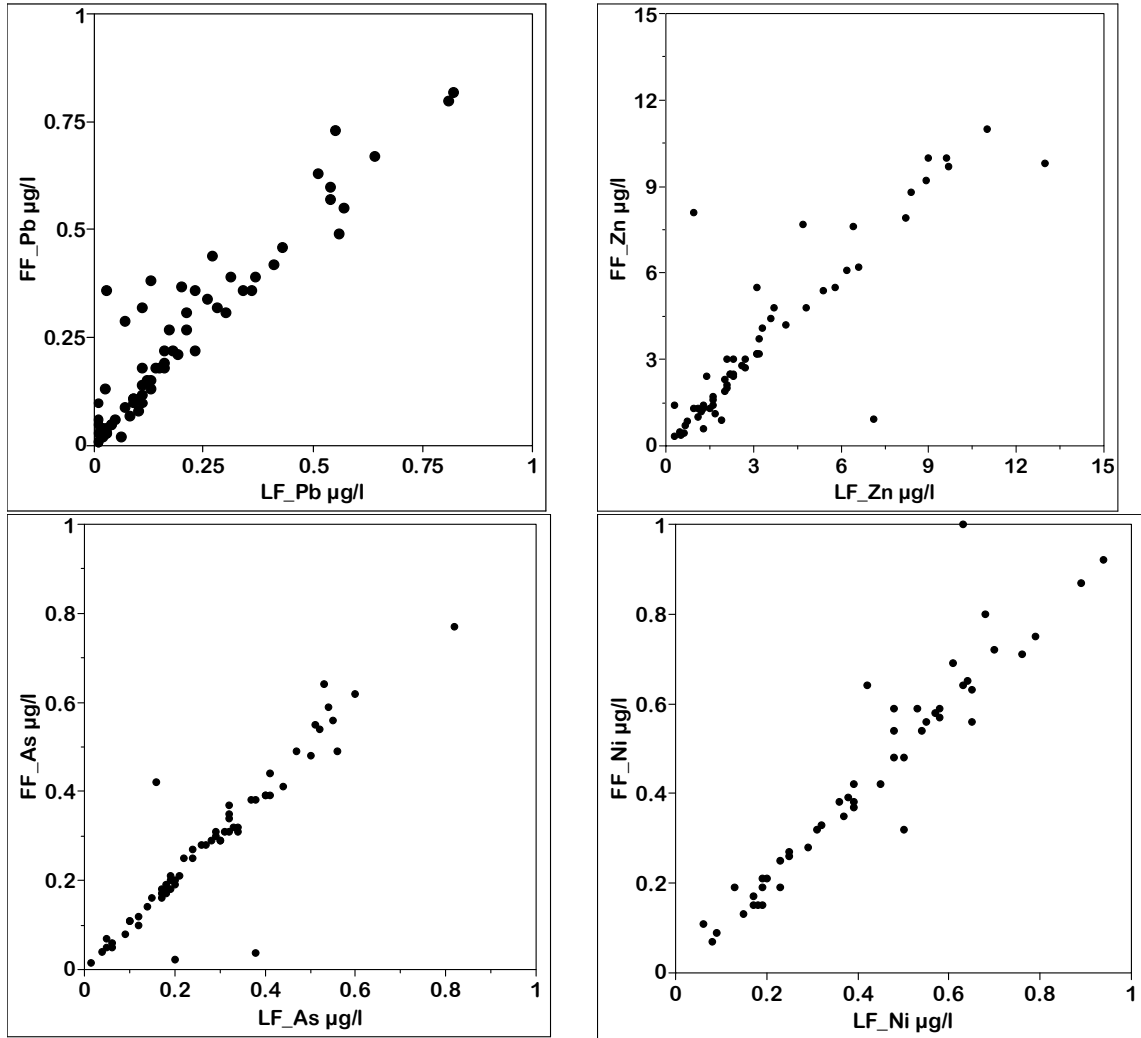 1
0.75
0.5
0.25
0
FF_Pb µg/l
0 0.25 0.5 0.75 1
LF_Pb µg/l
15
12
9
6
3
0
FF_Zn µg/l
0 3 6 9 12 15
LF_Zn µg/l
1
0.8
0.6
0.4
0.2
0
FF_As µg/l
0 0.2 0.4 0.6 0.8 1
LF_As µg/l
1
0.8
0.6
0.4
0.2
0
FF_Ni µg/l
0 0.2 0.4 0.6 0.8 1
LF_Ni µg/l